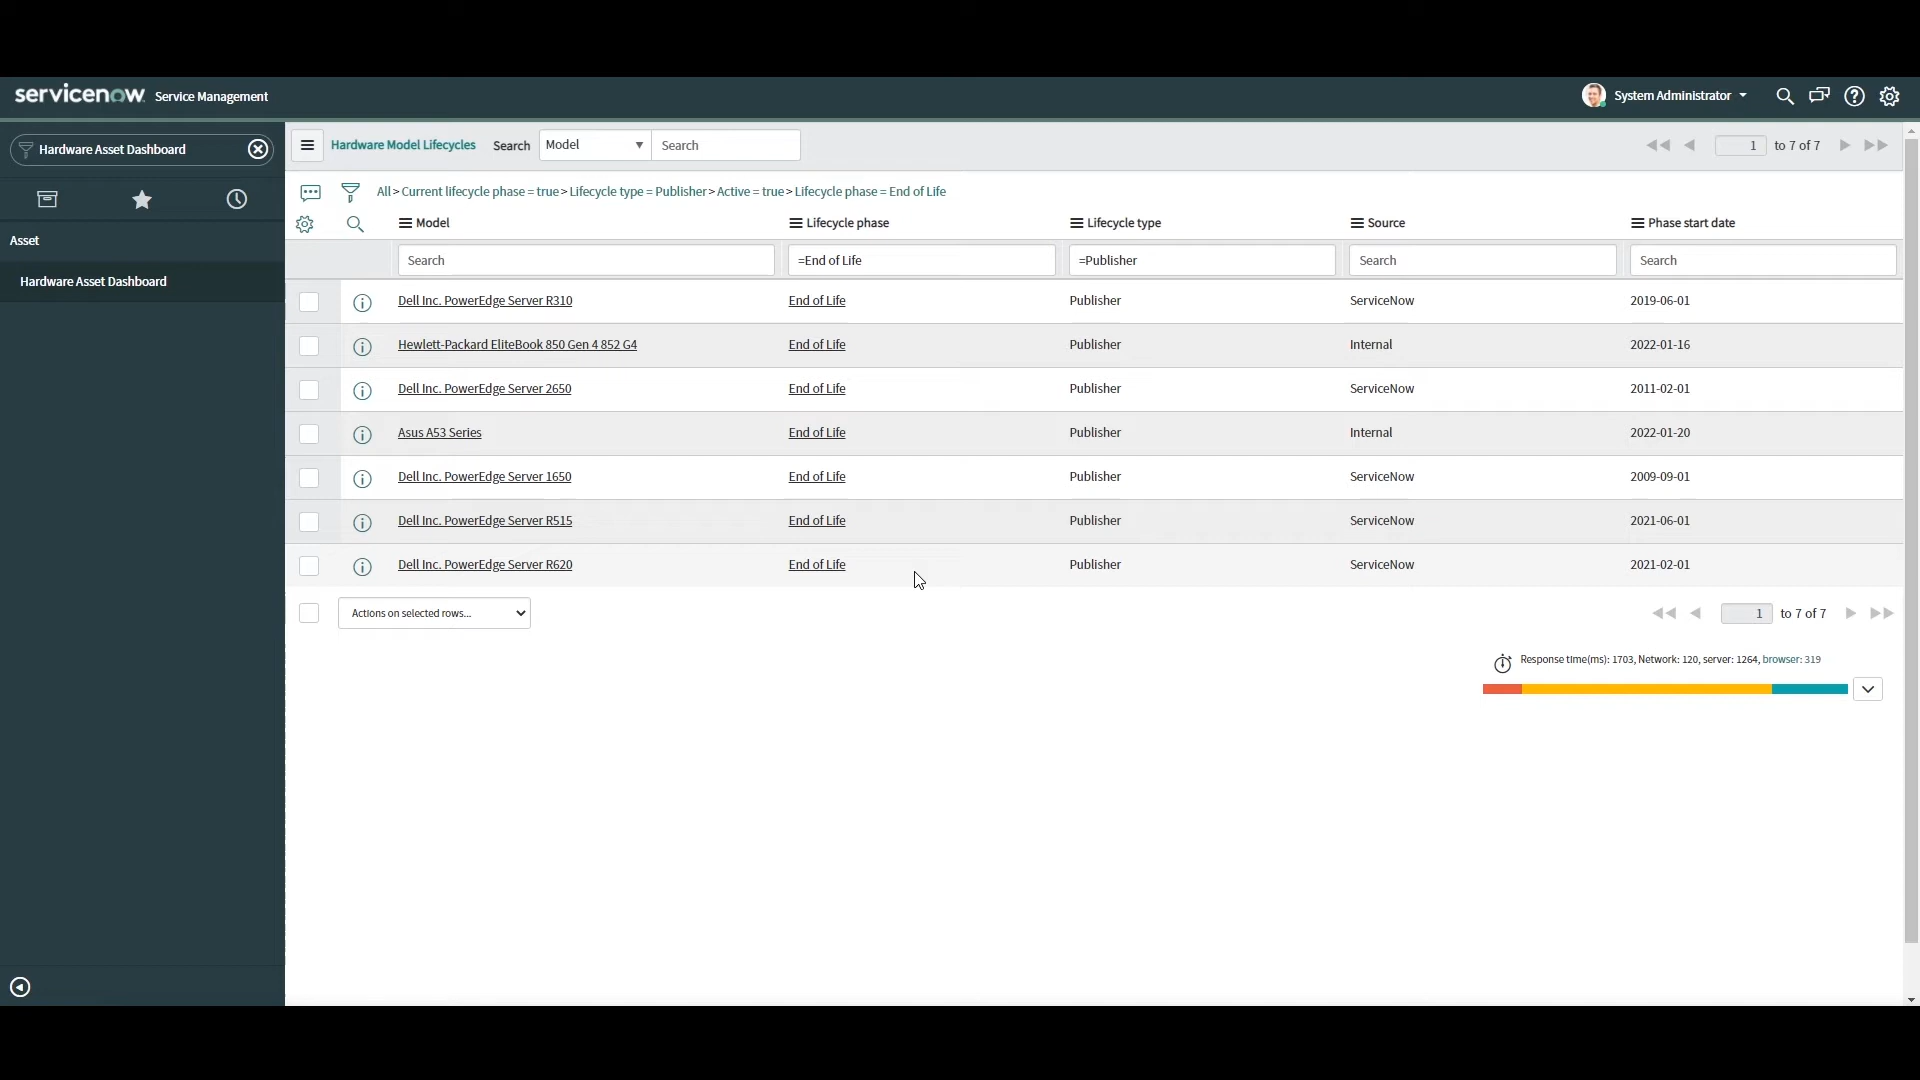 servicenow Service Management
System Administrator
Hardware Asset Dashboard
Hardware Model Lifecycles Search Model Search
1 to 7 of 7
All > Current lifecycle phase = true > Lifecycle type = Publisher > Active = true > Lifecycle phase = End of Life
Model Lifecycle phase Lifecycle type Source Phase start date
Asset
Search =End of Life =Publisher Search Search
Hardware Asset Dashboard
Dell Inc. PowerEdge Server R310 End of Life Publisher ServiceNow 2019-06-01
Hewlett-Packard EliteBook 850 Gen 4 852 G4 End of Life Publisher Internal 2022-01-16
Dell Inc. PowerEdge Server 2650 End of Life Publisher ServiceNow 2011-02-01
Asus A53 Series End of Life Publisher Internal 2022-01-20
Dell Inc. PowerEdge Server 1650 End of Life Publisher ServiceNow 2009-09-01
Dell Inc. PowerEdge Server R515 End of Life Publisher ServiceNow 2021-06-01
Dell Inc. PowerEdge Server R620 End of Life Publisher ServiceNow 2021-02-01
Actions on selected rows... 1 to 7 of 7
Response time(ms): 1703, Network: 120, server: 1264, browser: 319